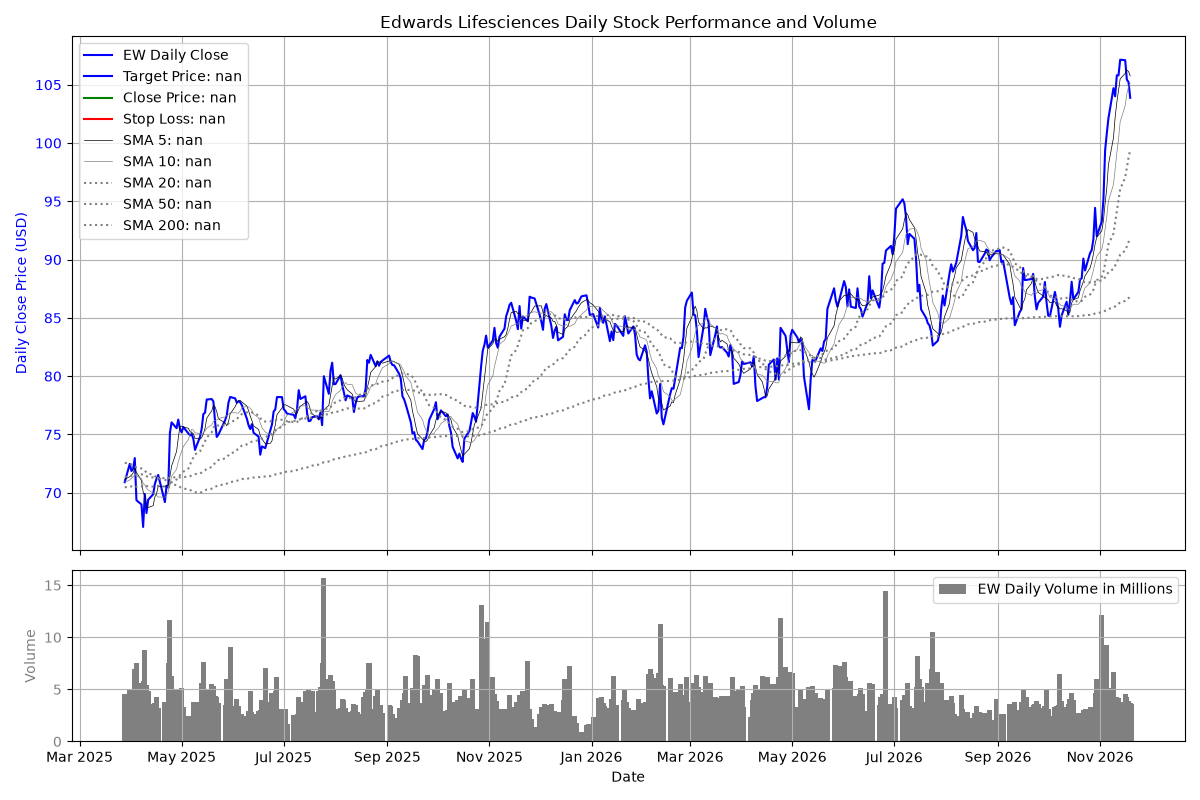 Edwards Lifesciences Daily Stock Performance and Volume
EW Daily Close
Target Price: nan
Close Price: nan
Stop Loss: nan
SMA 5: nan
SMA 10: nan
SMA 20: nan
SMA 50: nan
SMA 200: nan
Daily Close Price (USD)
105
100
95
90
85
80
75
70
EW Daily Volume in Millions
Volume
15
10
5
0
Mar 2025 May 2025 Jul 2025 Sep 2025 Nov 2025 Jan 2026 Mar 2026 May 2026 Jul 2026 Sep 2026 Nov 2026
Date